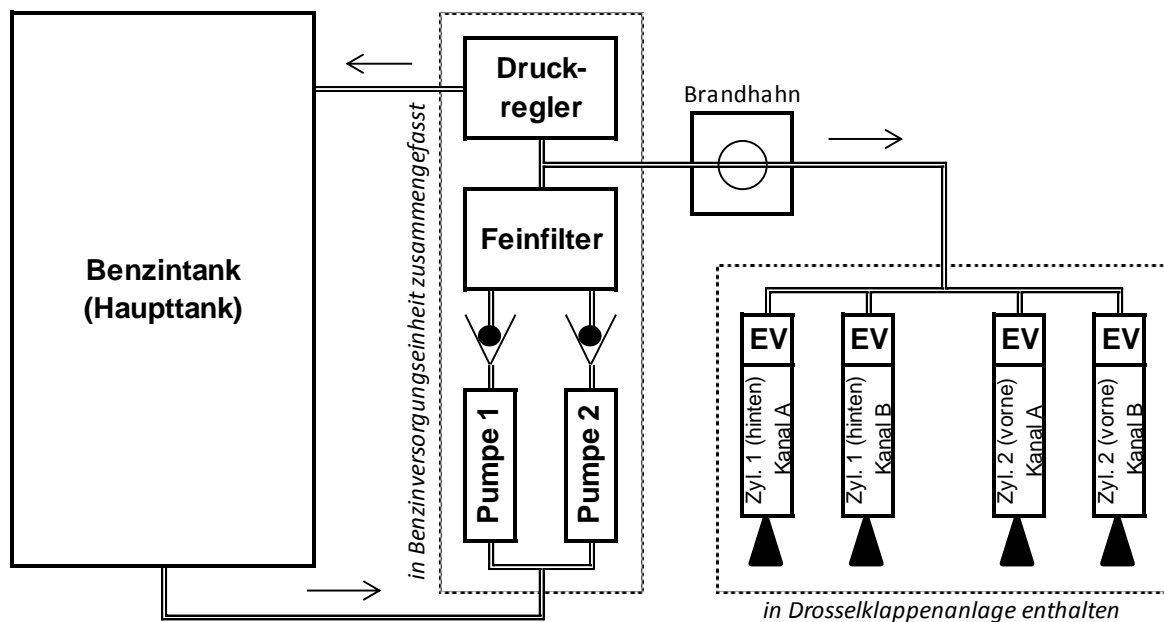 Benzintank
(Haupttank)
in Benzinversorgungseinheit zusammengefasst
Druck-
regler
Feinfilter
Pumpe 1
Pumpe 2
Brandhahn
EV
EV
EV
EV
Zyl. 1 (hinten)
Kanal A
Zyl. 1 (hinten)
Kanal B
Zyl. 2 (vorne)
Kanal A
Zyl. 2 (vorne)
Kanal B
in Drosselklappenanlage enthalten